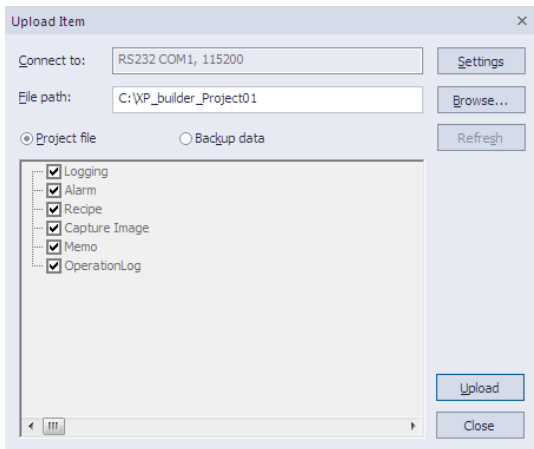 Upload Item
Connect to: RS232 COM1, 115200 Settings
File path: C:\XP_builder_Project01 Browse...
Project file Backup data Refresh
Logging
Alarm
Recipe
Capture Image
Memo
OperationLog
Upload
Close